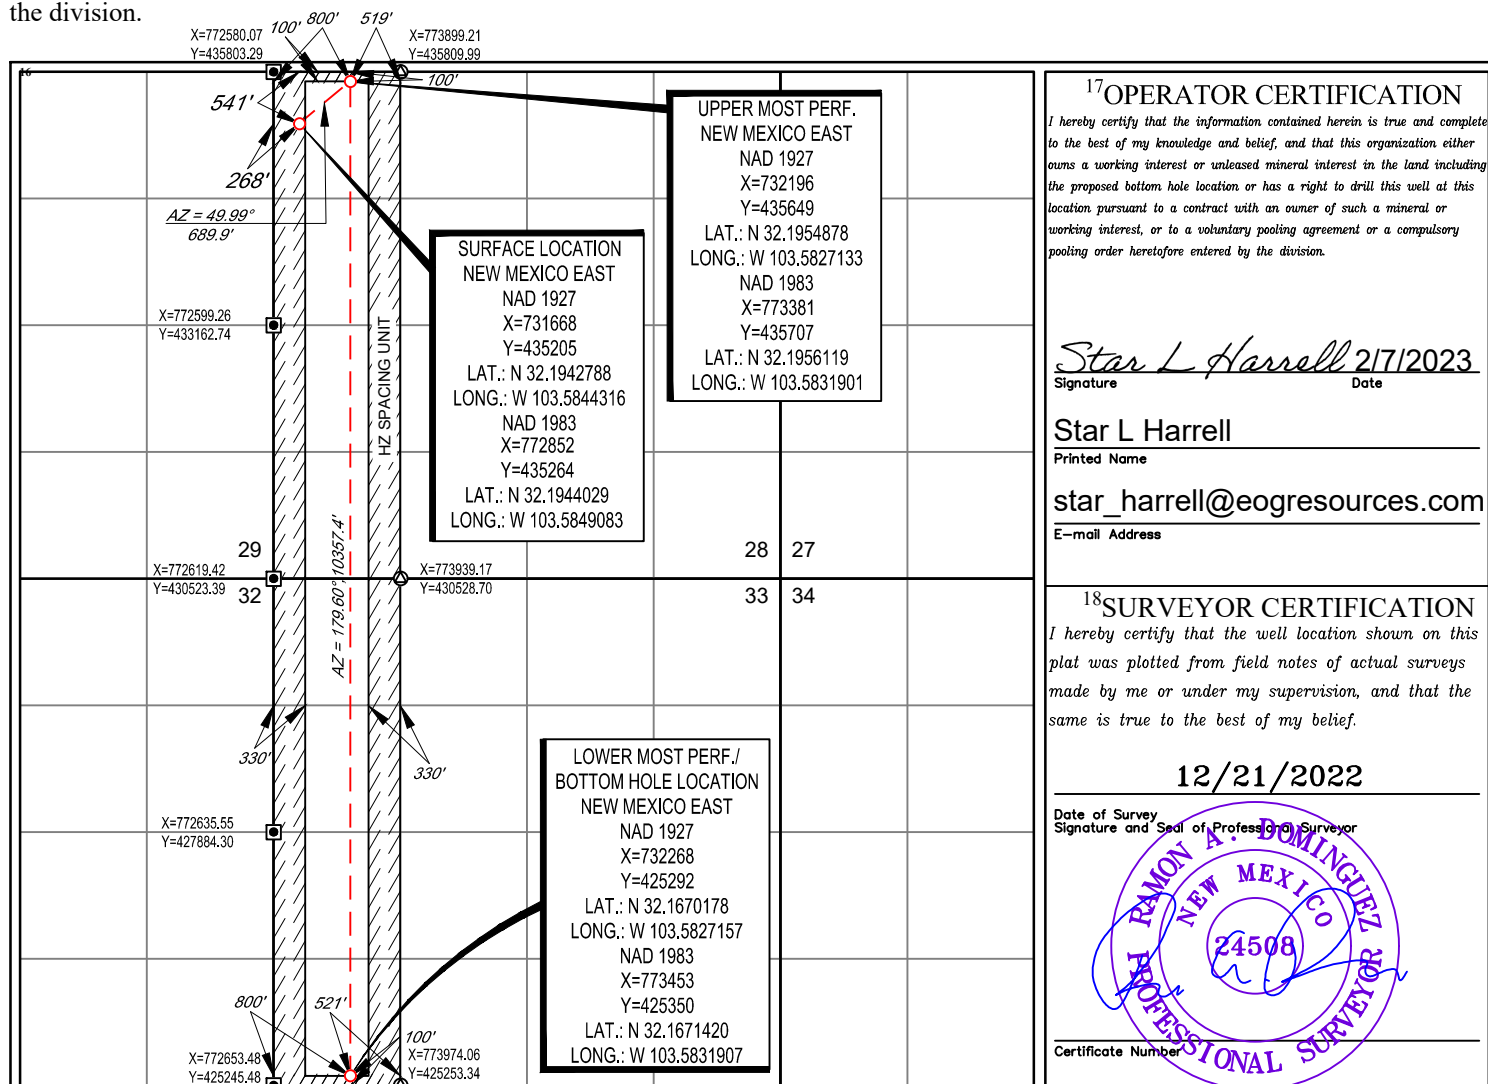 the division.
X=772580.07
Y=435803.29
100'
800'
519'
X=773899.21
Y=435809.99
16
100'
541'
268'
AZ = 49.99°
689.9'
UPPER MOST PERF.
NEW MEXICO EAST
NAD 1927
X=732196
Y=435649
LAT.: N 32.1954878
LONG.: W 103.5827133
NAD 1983
X=773381
Y=435707
LAT.: N 32.1956119
LONG.: W 103.5831901
SURFACE LOCATION
NEW MEXICO EAST
NAD 1927
X=731668
Y=435205
LAT.: N 32.1942788
LONG.: W 103.5844316
NAD 1983
X=772852
Y=435264
LAT.: N 32.1944029
LONG.: W 103.5849083
X=772599.26
Y=433162.74
HZ SPACING UNIT
AZ = 179.60°, 10357.4'
29
32
28
27
33
34
X=772619.42
Y=430523.39
X=773939.17
Y=430528.70
330'
330'
X=772635.55
Y=427884.30
LOWER MOST PERF./
BOTTOM HOLE LOCATION
NEW MEXICO EAST
NAD 1927
X=732268
Y=425292
LAT.: N 32.1670178
LONG.: W 103.5827157
NAD 1983
X=773453
Y=425350
LAT.: N 32.1671420
LONG.: W 103.5831907
800'
521'
100'
X=772653.48
Y=425245.48
X=773974.06
Y=425253.34
17 OPERATOR CERTIFICATION
I hereby certify that the information contained herein is true and complete
to the best of my knowledge and belief, and that this organization either
owns a working interest or unleased mineral interest in the land including
the proposed bottom hole location or has a right to drill this well at this
location pursuant to a contract with an owner of such a mineral or
working interest, or to a voluntary pooling agreement or a compulsory
pooling order heretofore entered by the division.
Star L Harrell 2/7/2023
Signature Date
Star L Harrell
Printed Name
star_harrell@eogresources.com
E-mail Address
18 SURVEYOR CERTIFICATION
I hereby certify that the well location shown on this
plat was plotted from field notes of actual surveys
made by me or under my supervision, and that the
same is true to the best of my belief.
12/21/2022
Date of Survey
Signature and Seal of Professional Surveyor
RAMON A. DOMINGUEZ
NEW MEXICO
24508
PROFESSIONAL SURVEYOR
Certificate Number